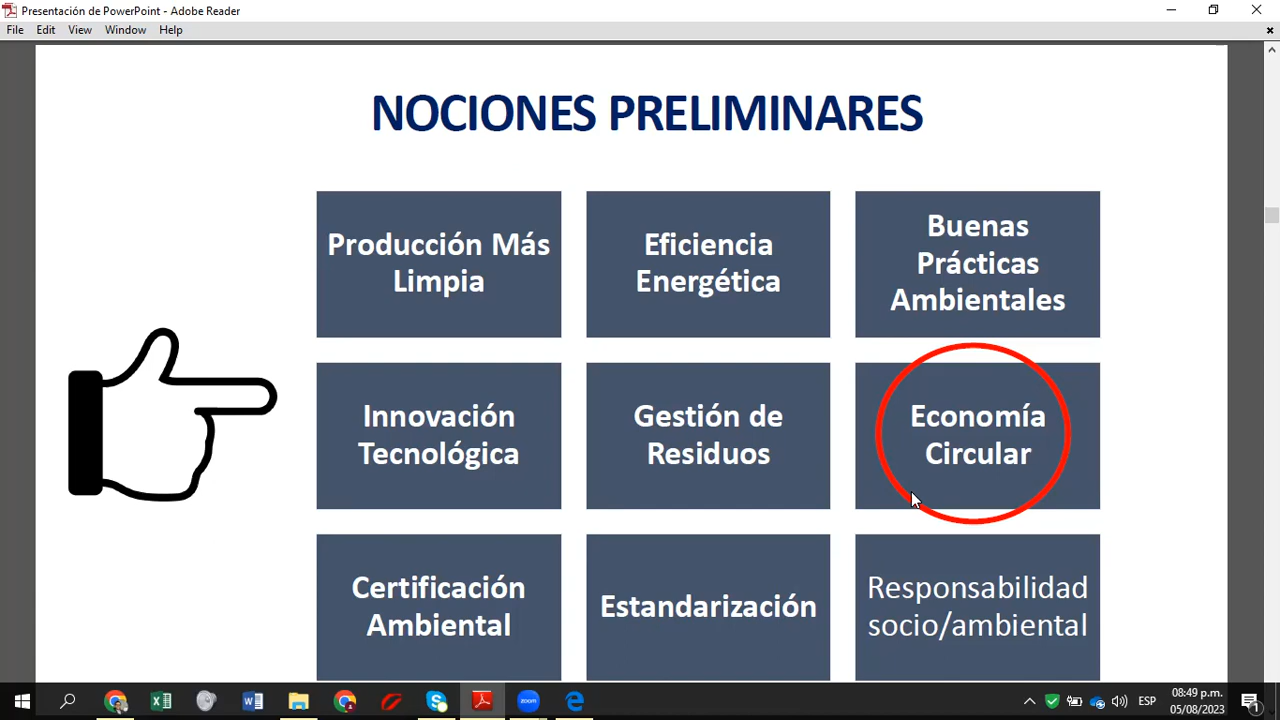 Presentación de PowerPoint - Adobe Reader
File Edit View Window Help
NOCIONES PRELIMINARES
Producción Más
Limpia
Eficiencia
Energética
Buenas
Prácticas
Ambientales
Innovación
Tecnológica
Gestión de
Residuos
Economía
Circular
Certificación
Ambiental
Estandarización
Responsabilidad
socio/ambiental
zoom
ESP
08:49 p.m.
05/08/2023
1